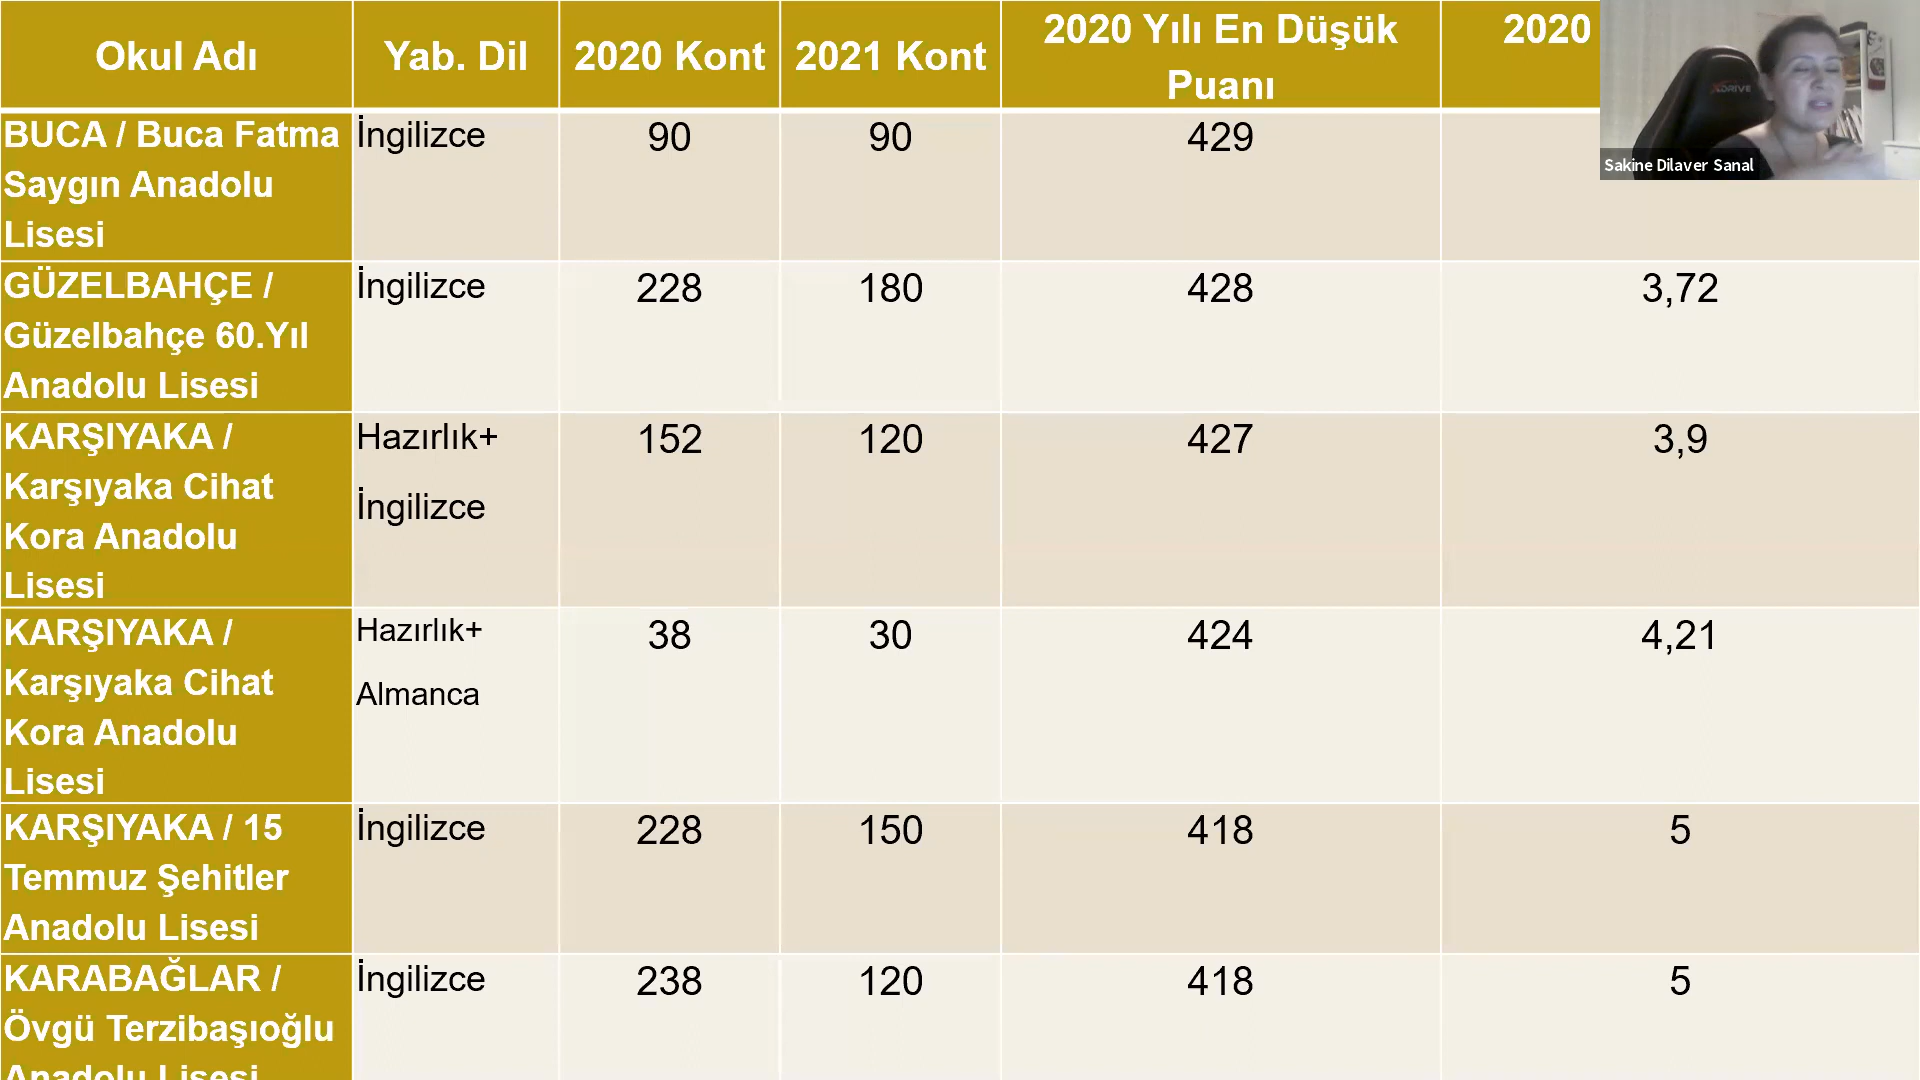 Okul Adı
Yab. Dil
2020 Kont
2021 Kont
2020 Yılı En Düşük
Puanı
2020
XDRIVE
Sakine Dilaver Sanal
BUCA / Buca Fatma
Saygın Anadolu
Lisesi
İngilizce
90
90
429
GÜZELBAHÇE /
Güzelbahçe 60.Yıl
Anadolu Lisesi
İngilizce
228
180
428
3,72
KARŞIYAKA /
Karşıyaka Cihat
Kora Anadolu
Lisesi
Hazırlık+
İngilizce
152
120
427
3,9
KARŞIYAKA /
Karşıyaka Cihat
Kora Anadolu
Lisesi
Hazırlık+
Almanca
38
30
424
4,21
KARŞIYAKA / 15
Temmuz Şehitler
Anadolu Lisesi
İngilizce
228
150
418
5
KARABAĞLAR /
Övgü Terzibaşıoğlu
Anadolu Lisesi
İngilizce
238
120
418
5